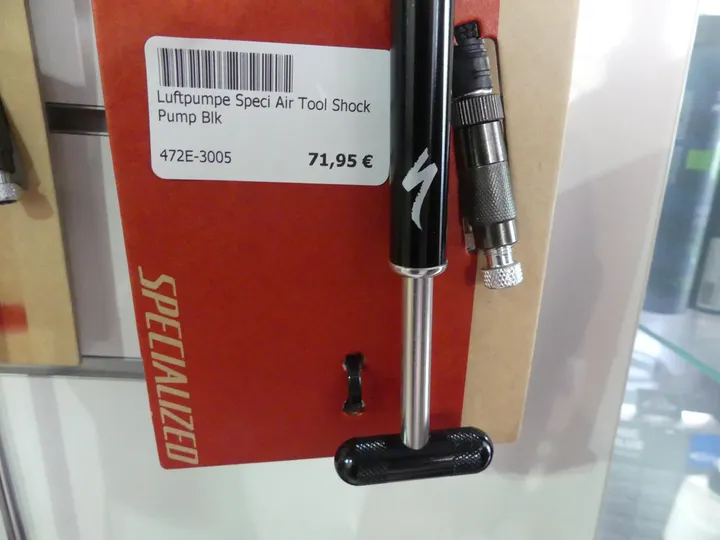 Luftpumpe Speci Air Tool Shock
Pump Blk
472E-3005 71,95 €
SPECIALIZED